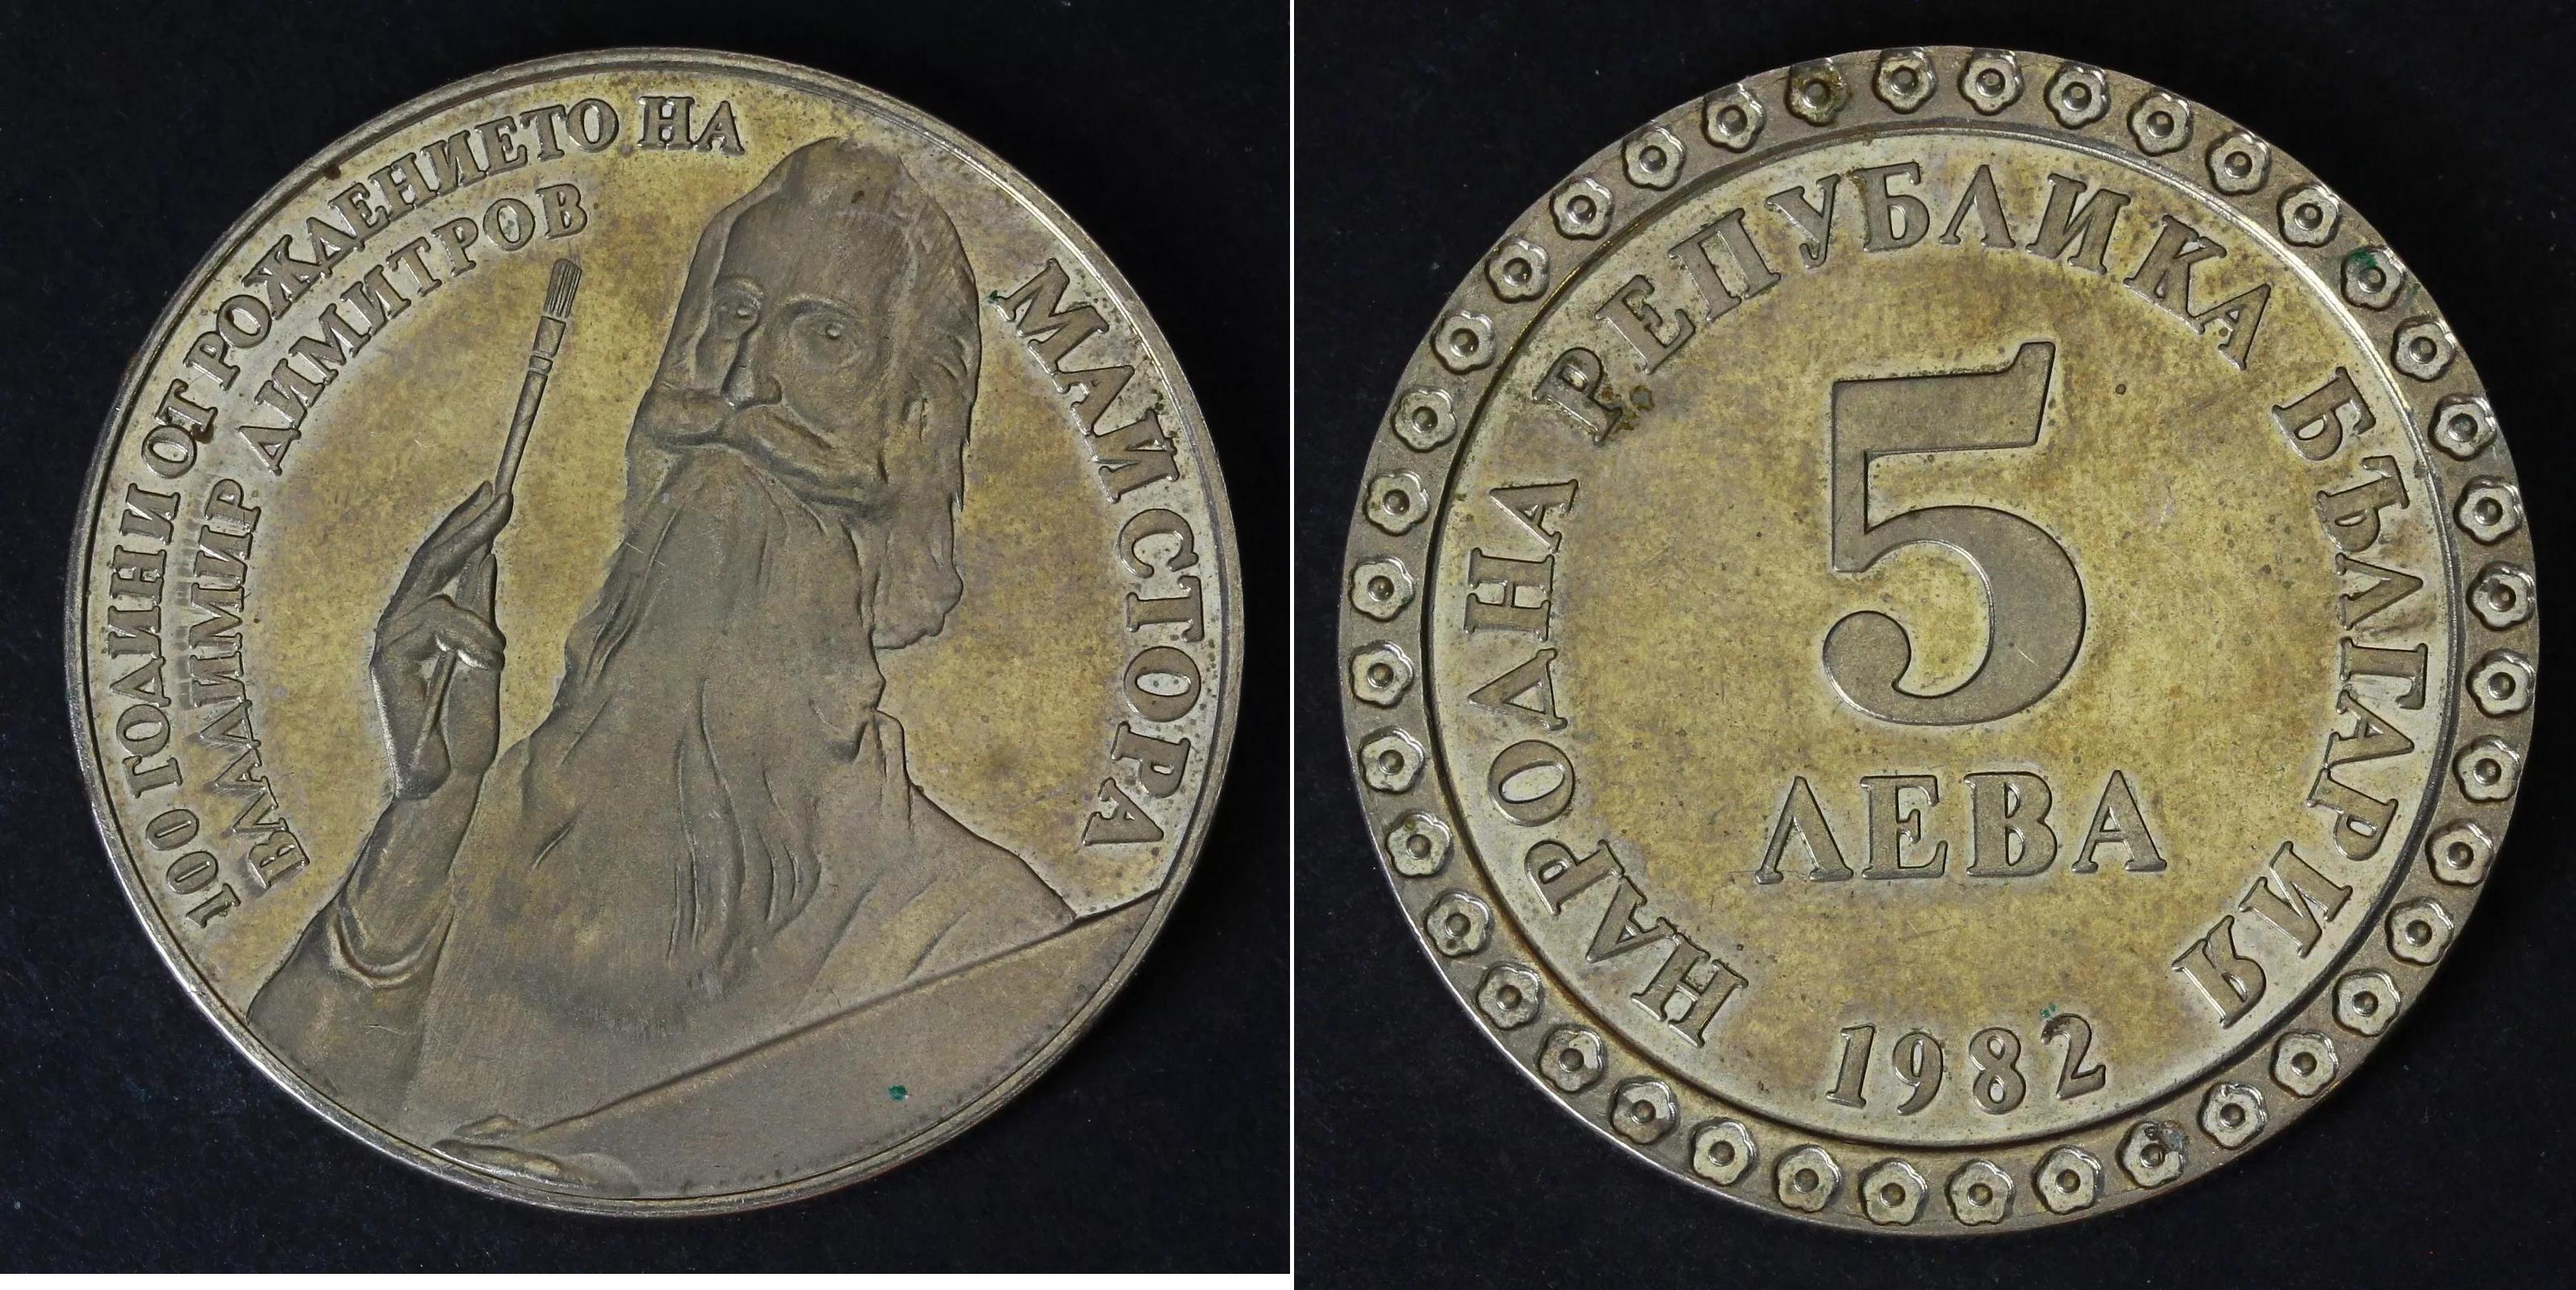 100 ГОДИНИ ОТ РОЖДЕНИЕТО НА
ВЛАДИМИР ДИМИТРОВ
МАЙСТОРА
НАРОДНА РЕПУБЛИКА БЪЛГАРИЯ
5
ЛЕВА
1982